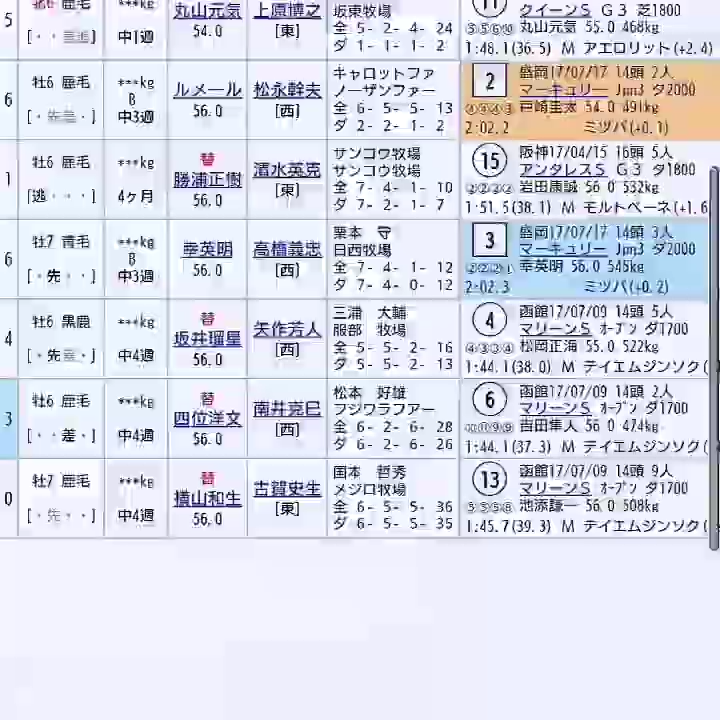 5 牝6 鹿毛 丸山元気 上原博之 坂東牧場 11 クイーンS G3 芝1800
[・・差追] 中1週 54.0 [東] 全 5- 2- 4- 24 丸山元気 55.0 468kg
ダ 1- 1- 1- 2 1:48.1(36.5) M アエロリット(+2.4)
6 牡6 鹿毛 ***kg B ルメール 松永幹夫 キャロットファ 2 盛岡17/07/17 14頭 2人
[・先差・] 中3週 56.0 [西] ノーザンファー マーキュリー Jpn3 ダ2000
全 6- 5- 5- 13 戸崎圭太 54.0 491kg
ダ 2- 2- 1- 2 2:02.2 ミツバ(+0.1)
1 牡6 鹿毛 ***kg 替 勝浦正樹 清水英克 サンコウ牧場 15 阪神17/04/15 16頭 5人
[逃・・・] 4ヶ月 56.0 [東] サンコウ牧場 アンタレスS G3 ダ1800
全 7- 4- 1- 10 ②②②② 岩田康誠 56.0 532kg
ダ 7- 2- 1- 7 1:51.5(38.1) M モルトベーネ(+1.6
6 牡7 青毛 ***kg B 幸英明 高橋義忠 栗本 守 3 盛岡17/07/17 14頭 3人
[・先・・] 中3週 56.0 [西] 日西牧場 マーキュリー Jpn3 ダ2000
全 7- 4- 1- 12 ②②②① 幸英明 56.0 545kg
ダ 7- 4- 0- 12 2:02.3 ミツバ(+0.2)
4 牡6 黒鹿 ***kg 替 坂井瑠星 矢作芳人 三浦 大輔 4 函館17/07/09 14頭 5人
[・先差・] 中4週 56.0 [西] 服部 牧場 マリーンS オープン ダ1700
全 5- 5- 2- 16 ④③③④ 松岡正海 55.0 522kg
ダ 5- 5- 2- 13 1:44.1(38.0) M テイエムジンソク(
3 牡6 鹿毛 ***kg 替 四位洋文 南井克巳 松本 好雄 6 函館17/07/09 14頭 2人
[・・差・] 中4週 56.0 [西] フジワラフアー マリーンS オープン ダ1700
全 6- 2- 6- 28 吉田隼人 56.0 474kg
ダ 6- 2- 6- 26 1:44.1(37.3) M テイエムジンソク(
0 牡7 鹿毛 ***kg 替 横山和生 古賀史生 国本 哲秀 13 函館17/07/09 14頭 9人
[・先・・] 中4週 56.0 [東] メジロ牧場 マリーンS オープン ダ1700
全 6- 5- 5- 36 ⑤⑤⑤⑧ 池添謙一 56.0 508kg
ダ 6- 5- 5- 35 1:45.7(39.3) M テイエムジンソク(